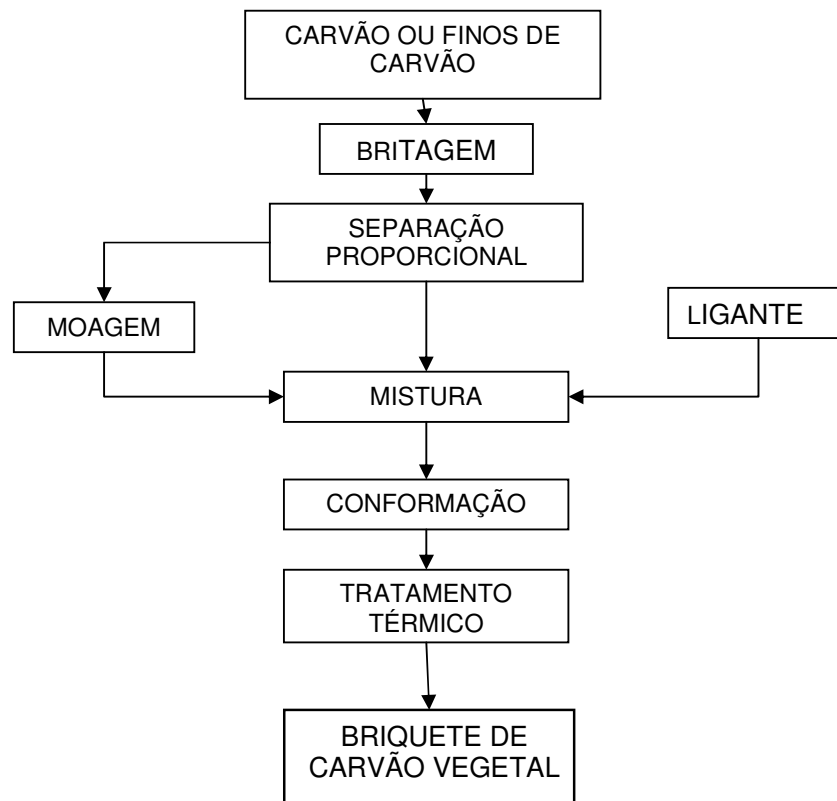 CARVÃO OU FINOS DE
CARVÃO
BRITAGEM
SEPARAÇÃO
PROPORCIONAL
MOAGEM
LIGANTE
MISTURA
CONFORMAÇÃO
TRATAMENTO
TÉRMICO
BRIQUETE DE
CARVÃO VEGETAL